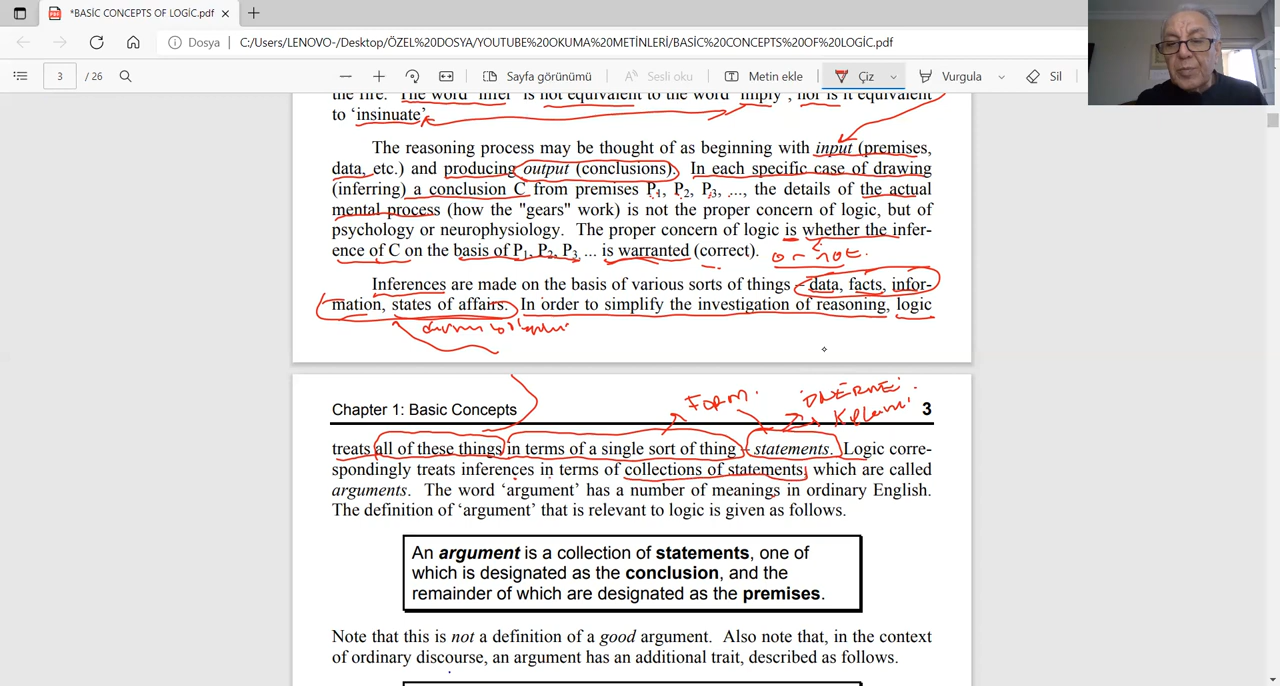 *BASIC CONCEPTS OF LOGİC.pdf
3 / 26
Dosya C:/Users/LENOVO-/Desktop/ÖZEL%20DOSYA/YOUTUBE%20OKUMA%20METİNLERİ/BASİC%20CONCEPTS%20OF%20LOGİC.pdf
Sayfa görünümü
Sesli oku
Metin ekle
Çiz
Vurgula
Sil
the fire. The word 'infer' is not equivalent to the word 'imply', nor is it equivalent
to 'insinuate'.
The reasoning process may be thought of as beginning with input (premises,
data, etc.) and producing output (conclusions). In each specific case of drawing
(inferring) a conclusion C from premises P1, P2, P3, ..., the details of the actual
mental process (how the "gears" work) is not the proper concern of logic, but of
psychology or neurophysiology. The proper concern of logic is whether the infer-
ence of C on the basis of P1, P2, P3 ... is warranted (correct).
or not.
Inferences are made on the basis of various sorts of things – data, facts, infor-
mation, states of affairs. In order to simplify the investigation of reasoning, logic
FORM.
ÖNERME
Chapter 1: Basic Concepts 3
treats all of these things in terms of a single sort of thing – statements. Logic corre-
spondingly treats inferences in terms of collections of statements, which are called
arguments. The word 'argument' has a number of meanings in ordinary English.
The definition of 'argument' that is relevant to logic is given as follows.
An argument is a collection of statements, one of
which is designated as the conclusion, and the
remainder of which are designated as the premises.
Note that this is not a definition of a good argument. Also note that, in the context
of ordinary discourse, an argument has an additional trait, described as follows.